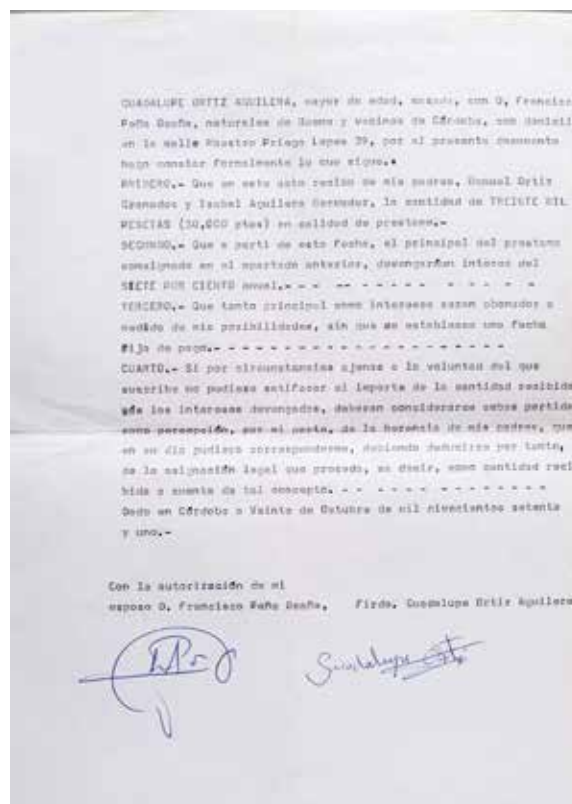 GUADALUPE ORTIZ AGUILERA, mayor de edad, casada, con D, Francisco
Peña Ocaña, naturales de Baena y vecinos de Córdoba, con domicili
en la calle Maestro Priego Lopez 39, por el presente documento
hago constar formalmente lo que sigue.
PRIMERO.- Que en este acto recibo de mis padres, Manuel Ortiz
Granados y Isabel Aguilera, la cantidad de TREINTE MIL
PESETAS (30,000 ptas) en calidad de prestamo.-
SEGUNDO.- Que a parti de esta fecha, el principal del prestamo
consignado en el apartado anterior, devengarán interes del
SIETE POR CIENTO anual.- - - -- - - - - - - -
TERCERO.- Que tanto principal como intereses seran abonados a
medida de mis posibilidades, sin que se establezca una fecha
fija de pago.- - - - - - - - - - - - - - - - - - -
CUARTO.- Si por circunstancias ajenas a la voluntad del que
suscribe no pudiese satifacer el importe de la cantidad recibida
los intereses devengados, deberan considerarse ambas partidas
como percepción, por mi parte, de la herencia de mis padres, que
en su dia pudiese corresponderme, debiendo deducirse por tanto,
de la asignación legal que proceda, es decir, como cantidad reci
bida a cuenta de tal concepto. - - - - - - - - - - - -
Dado en Córdoba a Veinte de Octubre de mil novecientos setenta
y uno.-
Con la autorización de mi
esposo D, Francisco Peña Ocaña, Firdo, Guadalupe Ortiz Aguilera
Guadalupe